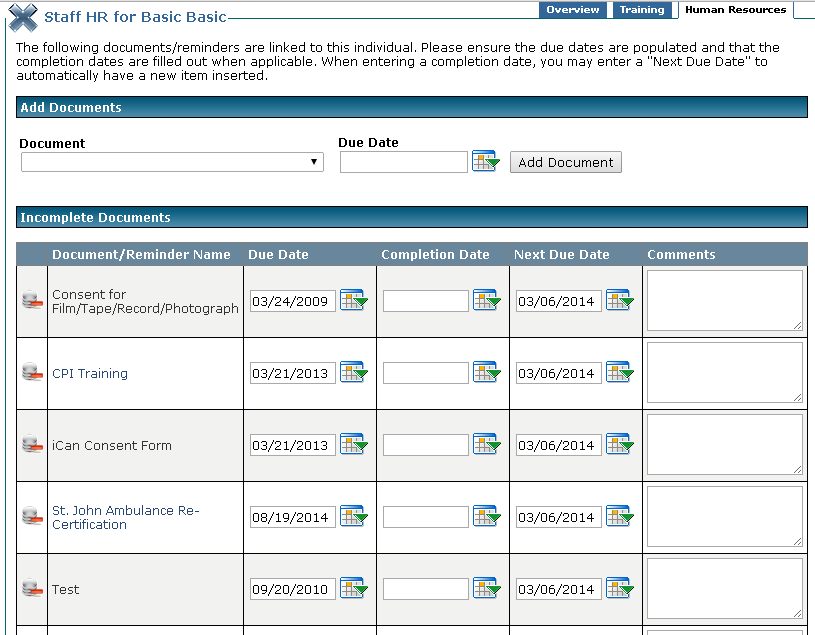 Staff HR for Basic Basic
Overview
Training
Human Resources
The following documents/reminders are linked to this individual. Please ensure the due dates are populated and that the
completion dates are filled out when applicable. When entering a completion date, you may enter a "Next Due Date" to
automatically have a new item inserted.
Add Documents
Document
Due Date
Add Document
Incomplete Documents
Document/Reminder Name Due Date Completion Date Next Due Date Comments
Consent for
Film/Tape/Record/Photograph
03/24/2009 03/06/2014
CPI Training 03/21/2013 03/06/2014
iCan Consent Form 03/21/2013 03/06/2014
St. John Ambulance Re-
Certification
08/19/2014 03/06/2014
Test 09/20/2010 03/06/2014